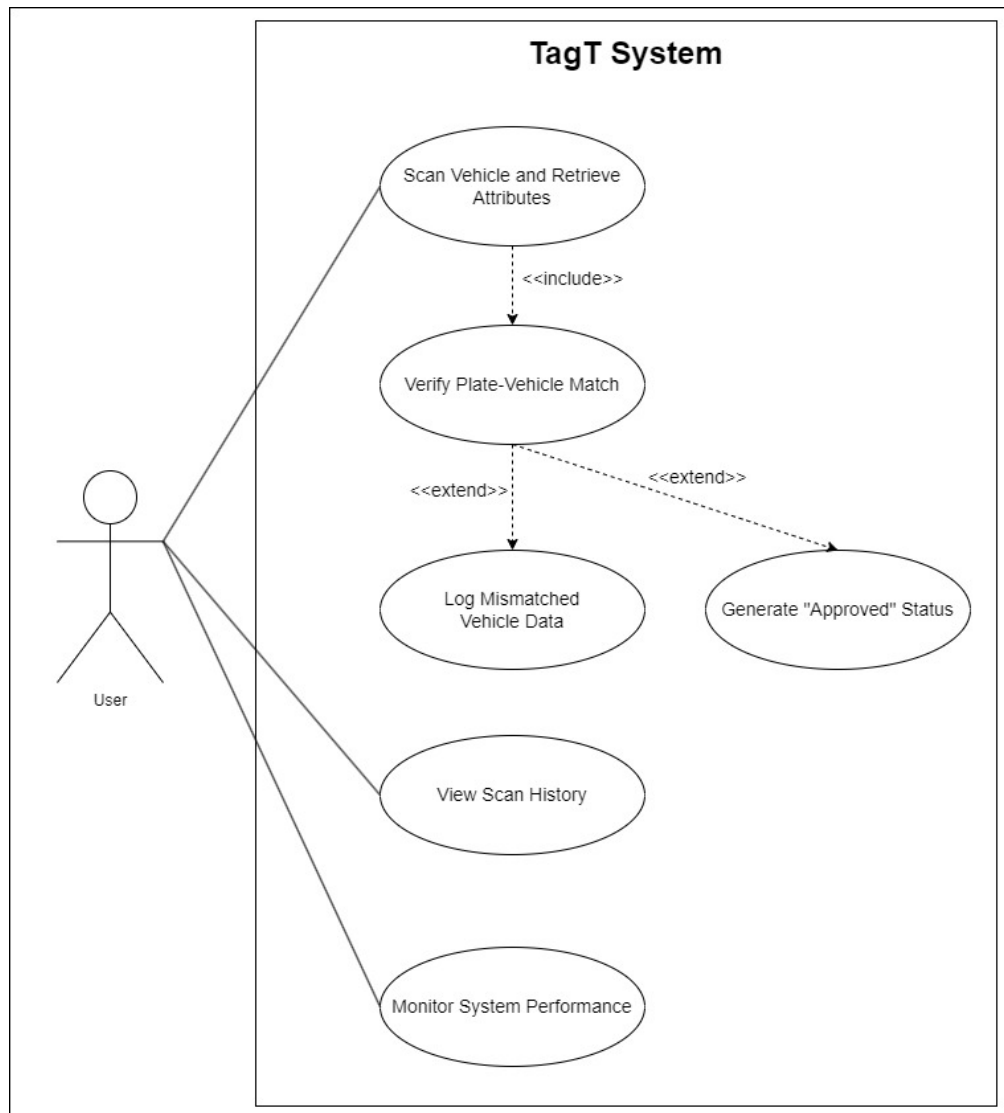 TagT System
Scan Vehicle and Retrieve
Attributes
<<include>>
Verify Plate-Vehicle Match
<<extend>>
<<extend>>
Log Mismatched
Vehicle Data
Generate "Approved" Status
User
View Scan History
Monitor System Performance